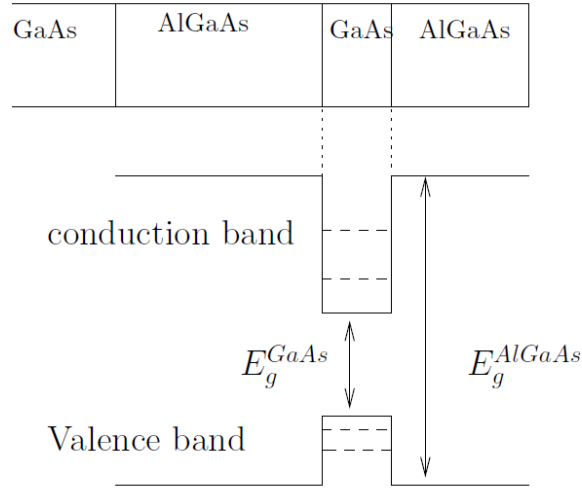 GaAs AlGaAs GaAs AlGaAs
conduction band
E_g^{GaAs} E_g^{AlGaAs}
Valence band